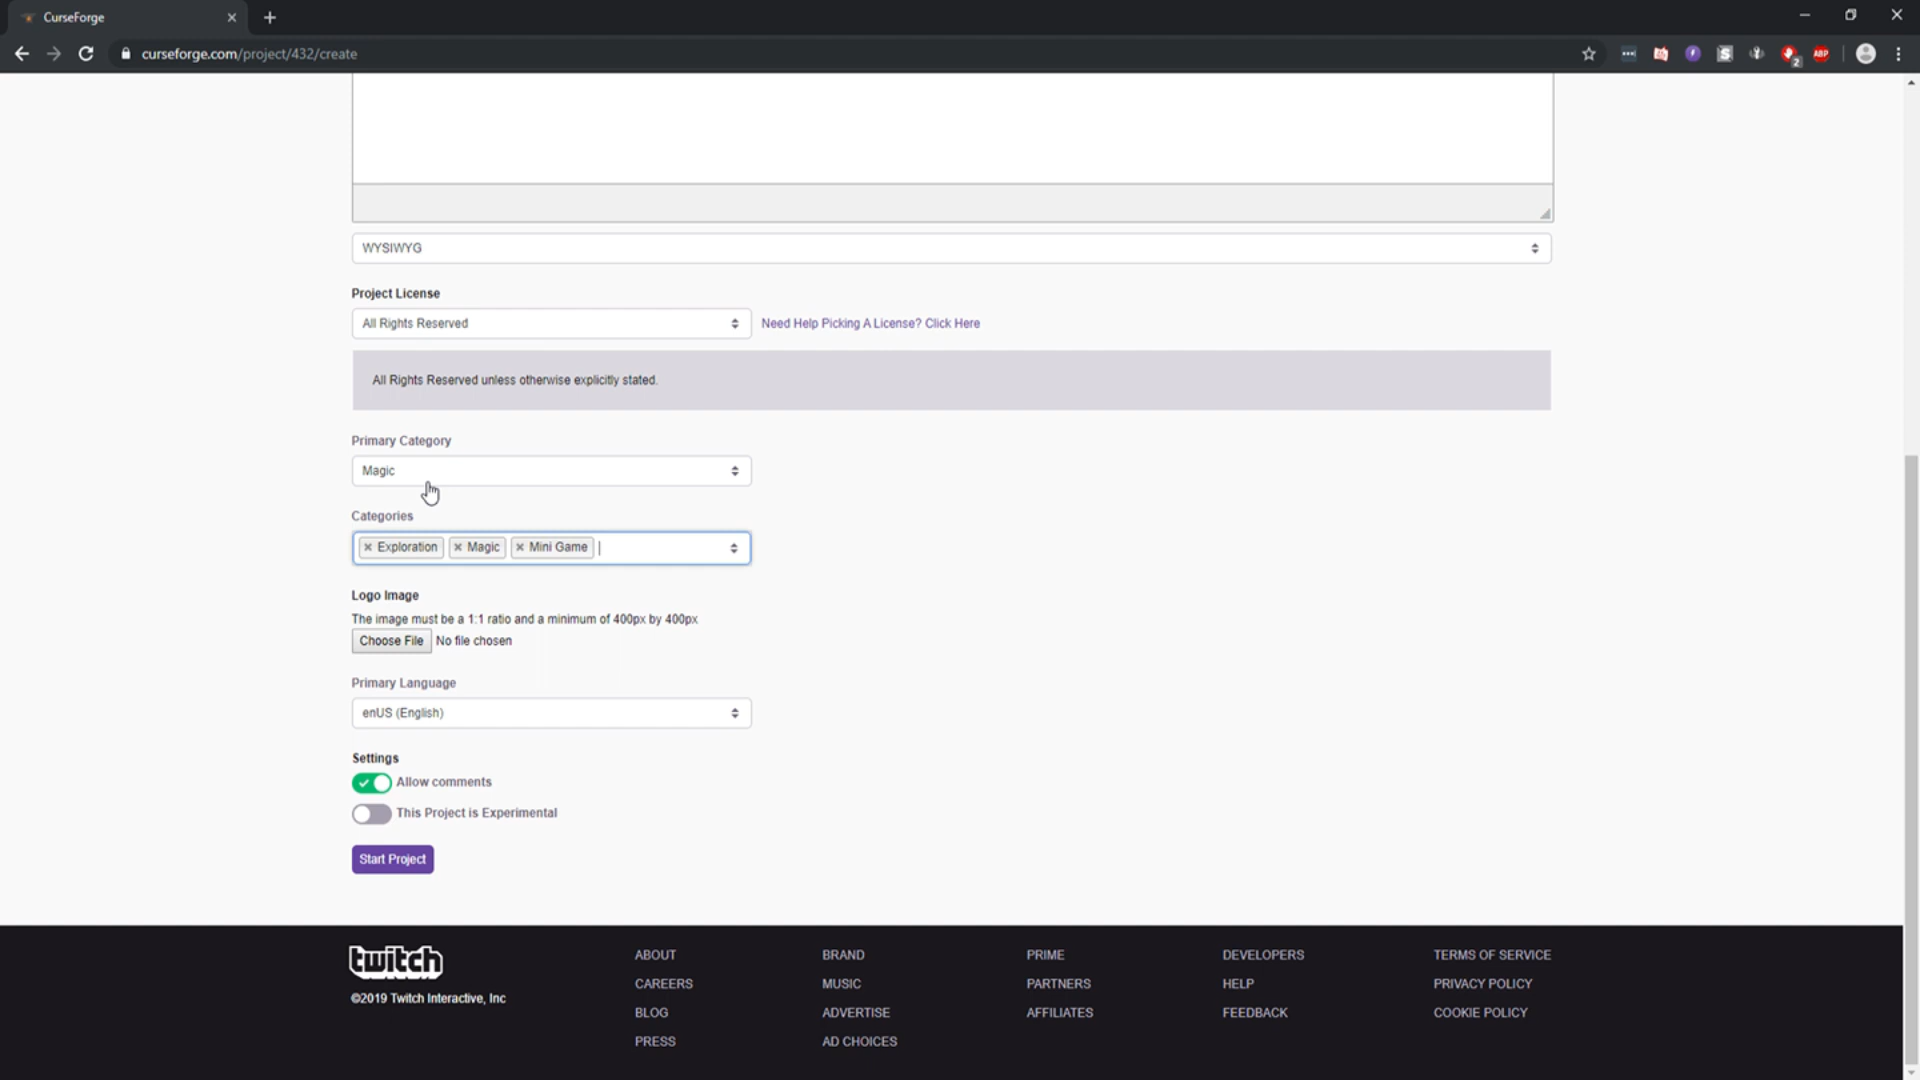 CurseForge
curseforge.com/project/432/create
2
ABP
WYSIWYG
Project License
All Rights Reserved
Need Help Picking A License? Click Here
All Rights Reserved unless otherwise explicitly stated.
Primary Category
Magic
Categories
× Exploration × Magic × Mini Game
Logo Image
The image must be a 1:1 ratio and a minimum of 400px by 400px
Choose File No file chosen
Primary Language
enUS (English)
Settings
Allow comments
This Project is Experimental
Start Project
twitch
©2019 Twitch Interactive, Inc
ABOUT
CAREERS
BLOG
PRESS
BRAND
MUSIC
ADVERTISE
AD CHOICES
PRIME
PARTNERS
AFFILIATES
DEVELOPERS
HELP
FEEDBACK
TERMS OF SERVICE
PRIVACY POLICY
COOKIE POLICY